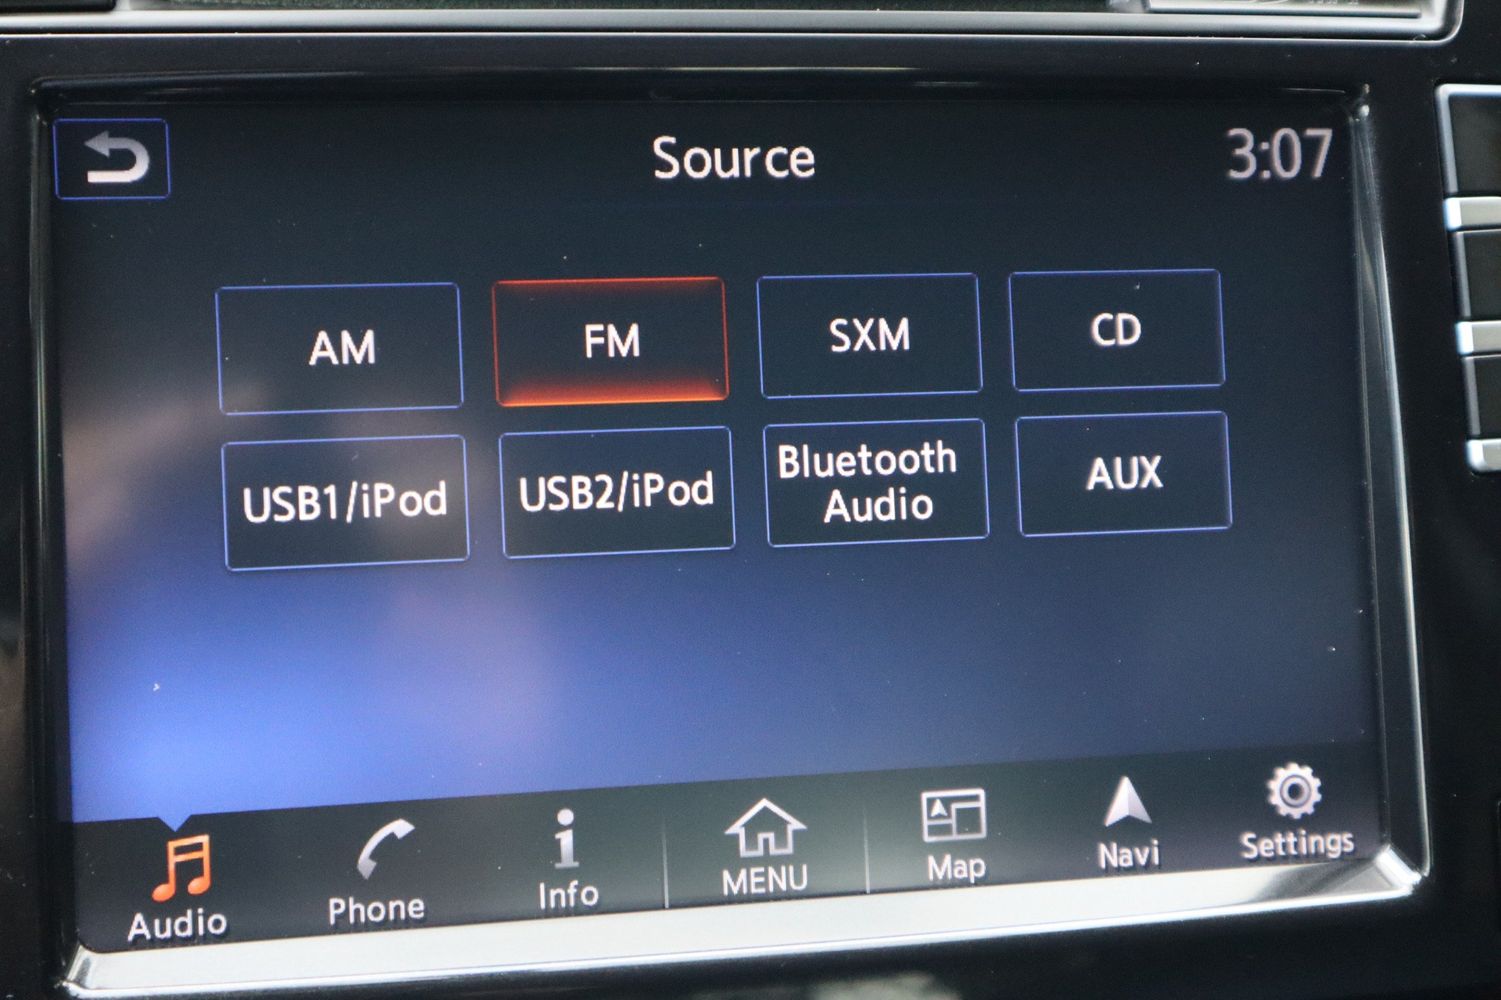 Source
3:07
AM
FM
SXM
CD
USB1/iPod
USB2/iPod
Bluetooth
Audio
AUX
Audio
Phone
Info
MENU
Map
Navi
Settings